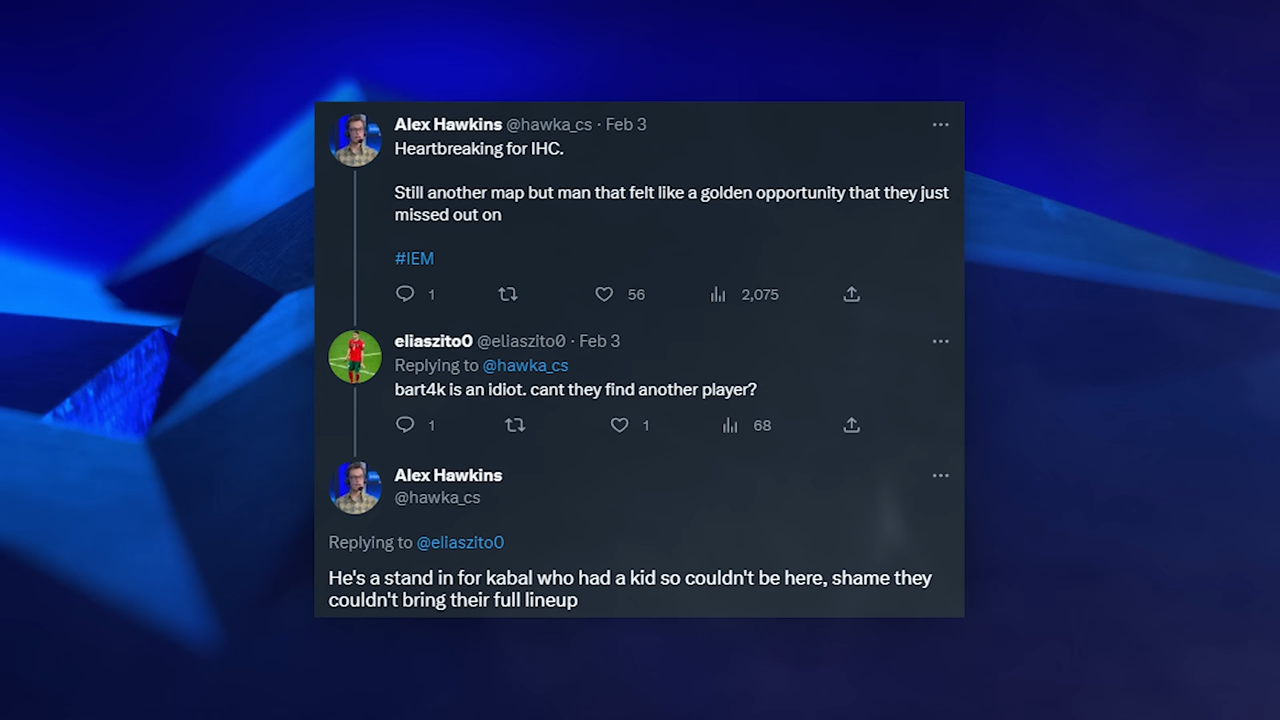 Alex Hawkins @hawka_cs · Feb 3
Heartbreaking for IHC.
Still another map but man that felt like a golden opportunity that they just
missed out on
#IEM
1 56 2,075
eliaszito0 @eliaszito0 · Feb 3
Replying to @hawka_cs
bart4k is an idiot. cant they find another player?
1 1 68
Alex Hawkins
@hawka_cs
Replying to @eliaszito0
He's a stand in for kabal who had a kid so couldn't be here, shame they
couldn't bring their full lineup